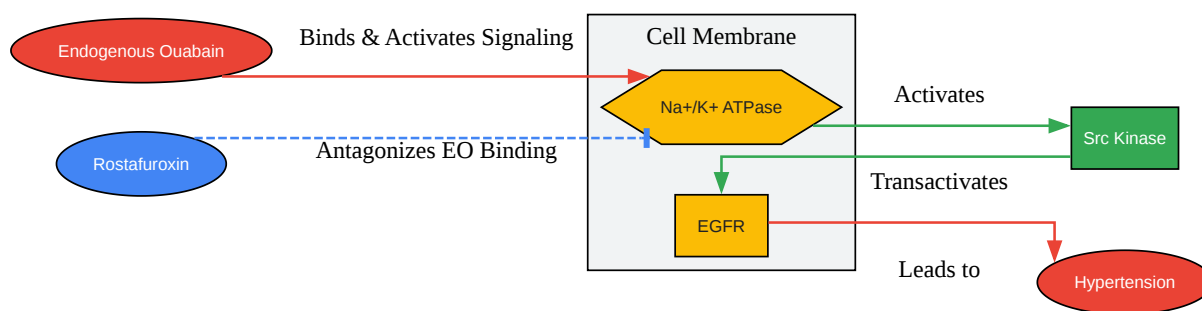 Endogenous Ouabain
Binds & Activates Signaling
Cell Membrane
Na+/K+ ATPase
Activates
Src Kinase
Rostafuroxin
Antagonizes EO Binding
Transactivates
EGFR
Leads to
Hypertension